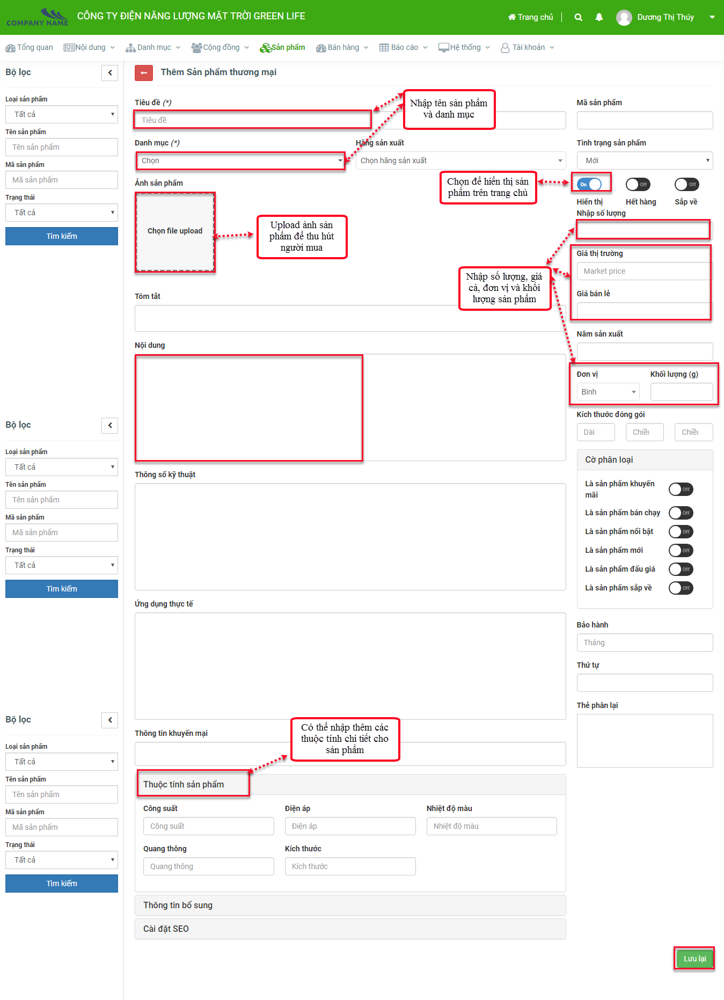 COMPANY NAME
CÔNG TY ĐIỆN NĂNG LƯỢNG MẶT TRỜI GREEN LIFE
Trang chủ
Dương Thị Thúy
Tổng quan
Nội dung
Danh mục
Cộng đồng
Sản phẩm
Bán hàng
Báo cáo
Hệ thống
Tài khoản
Bộ lọc
Loại sản phẩm
Tất cả
Tên sản phẩm
Tên sản phẩm
Mã sản phẩm
Mã sản phẩm
Trạng thái
Tất cả
Tìm kiếm
Bộ lọc
Loại sản phẩm
Tất cả
Tên sản phẩm
Tên sản phẩm
Mã sản phẩm
Mã sản phẩm
Trạng thái
Tất cả
Tìm kiếm
Bộ lọc
Loại sản phẩm
Tất cả
Tên sản phẩm
Tên sản phẩm
Mã sản phẩm
Mã sản phẩm
Trạng thái
Tất cả
Tìm kiếm
Thêm Sản phẩm thương mại
Tiêu đề (*)
Tiêu đề
Nhập tên sản phẩm
và danh mục
Danh mục (*)
Chọn
Hãng sản xuất
Chọn hãng sản xuất
Ảnh sản phẩm
Chọn file upload
Upload ảnh sản
phẩm để thu hút
người mua
Chọn để hiển thị sản
phẩm trên trang chủ
Nhập số lượng, giá
cả, đơn vị và khối
lượng sản phẩm
Tóm tắt
Nội dung
Thông số kỹ thuật
Ứng dụng thực tế
Thông tin khuyến mại
Có thể nhập thêm các
thuộc tính chi tiết cho
sản phẩm
Thuộc tính sản phẩm
Công suất
Điện áp
Nhiệt độ màu
Công suất
Điện áp
Nhiệt độ màu
Quang thông
Kích thước
Quang thông
Kích thước
Thông tin bổ sung
Cài đặt SEO
Mã sản phẩm
Tình trạng sản phẩm
Mới
On
Off
Off
Hiển thị
Hết hàng
Sắp về
Nhập số lượng
Giá thị trường
Market price
Giá bán lẻ
Năm sản xuất
Đơn vị
Khối lượng (g)
Bình
Kích thước đóng gói
Dài
Chiều
Chiều
Cờ phân loại
Là sản phẩm khuyến
mãi
Off
Là sản phẩm bán chạy
Off
Là sản phẩm nổi bật
Off
Là sản phẩm mới
Off
Là sản phẩm đấu giá
Off
Là sản phẩm sắp về
Off
Bảo hành
Tháng
Thứ tự
Thẻ phân lại
Lưu lại